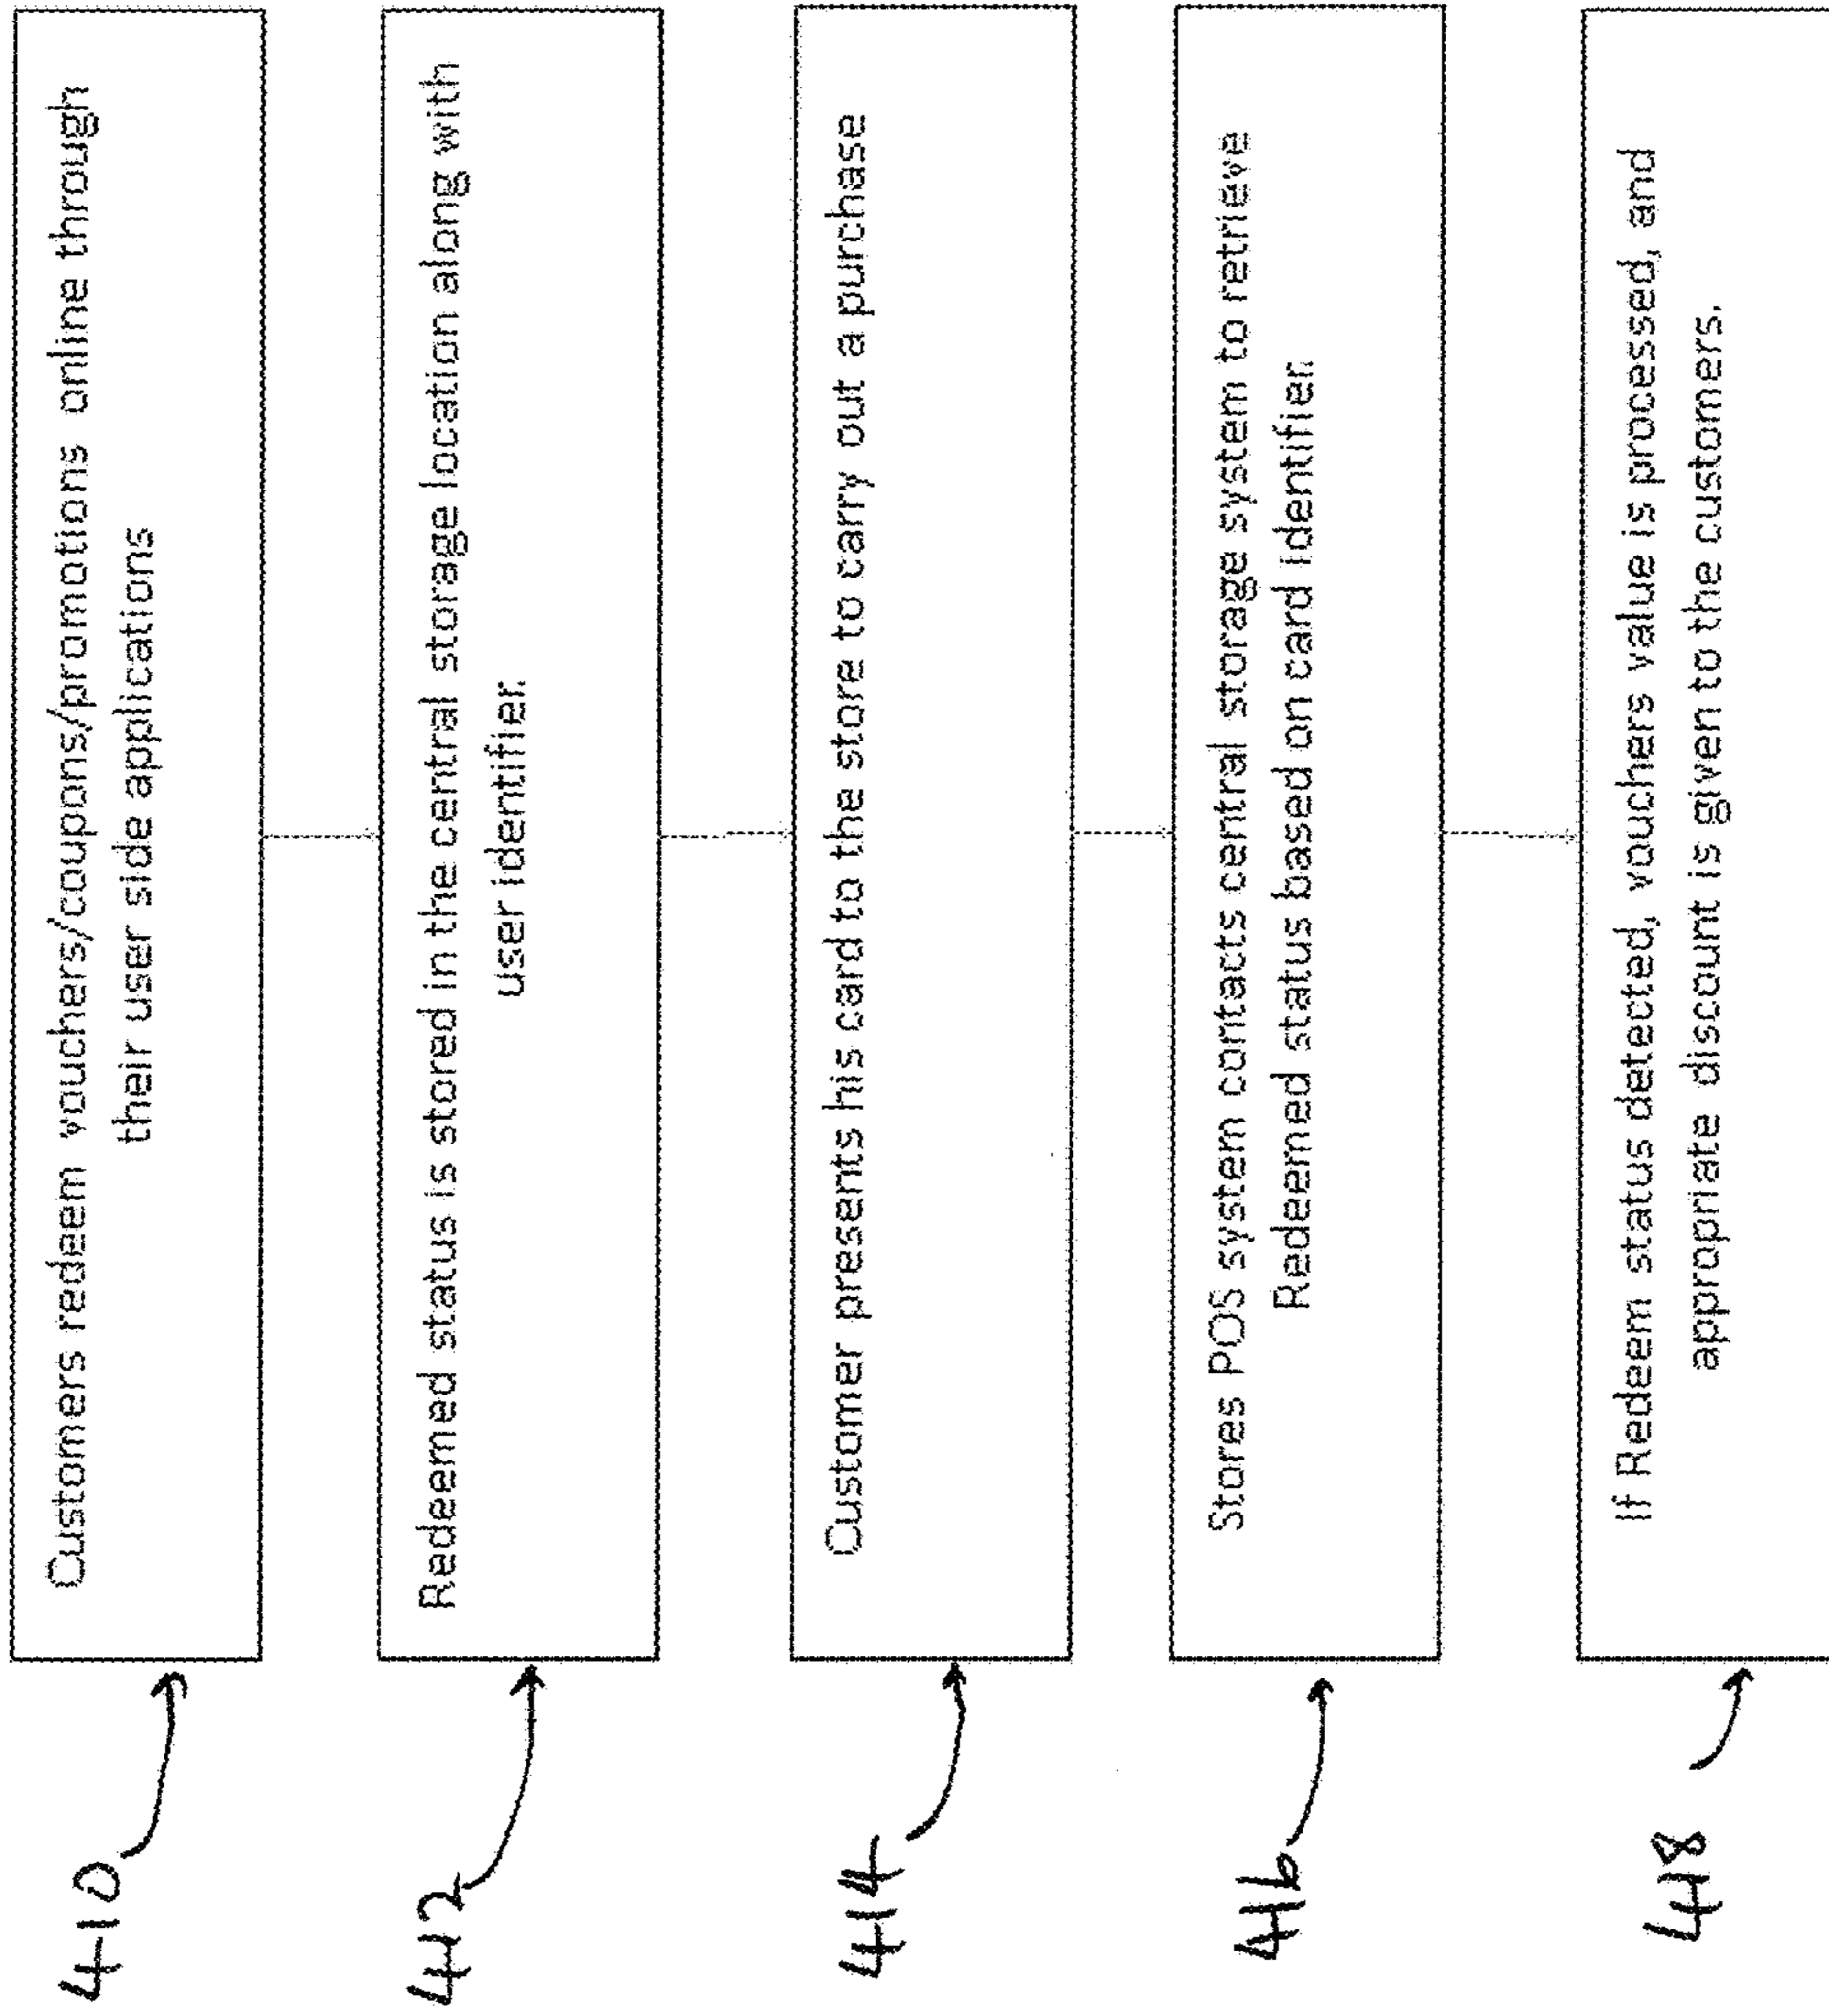 410
Customers redeem vouchers/coupons/promotions online through
their user side applications
412
Redeemed status is stored in the central storage location along with
user identifier.
414
Customer presents his card to the store to carry out a purchase
416
Stores POS system contacts central storage system to retrieve
Redeemed status based on card identifier.
418
If Redeem status detected, vouchers value is processed, and
appropriate discount is given to the customers.